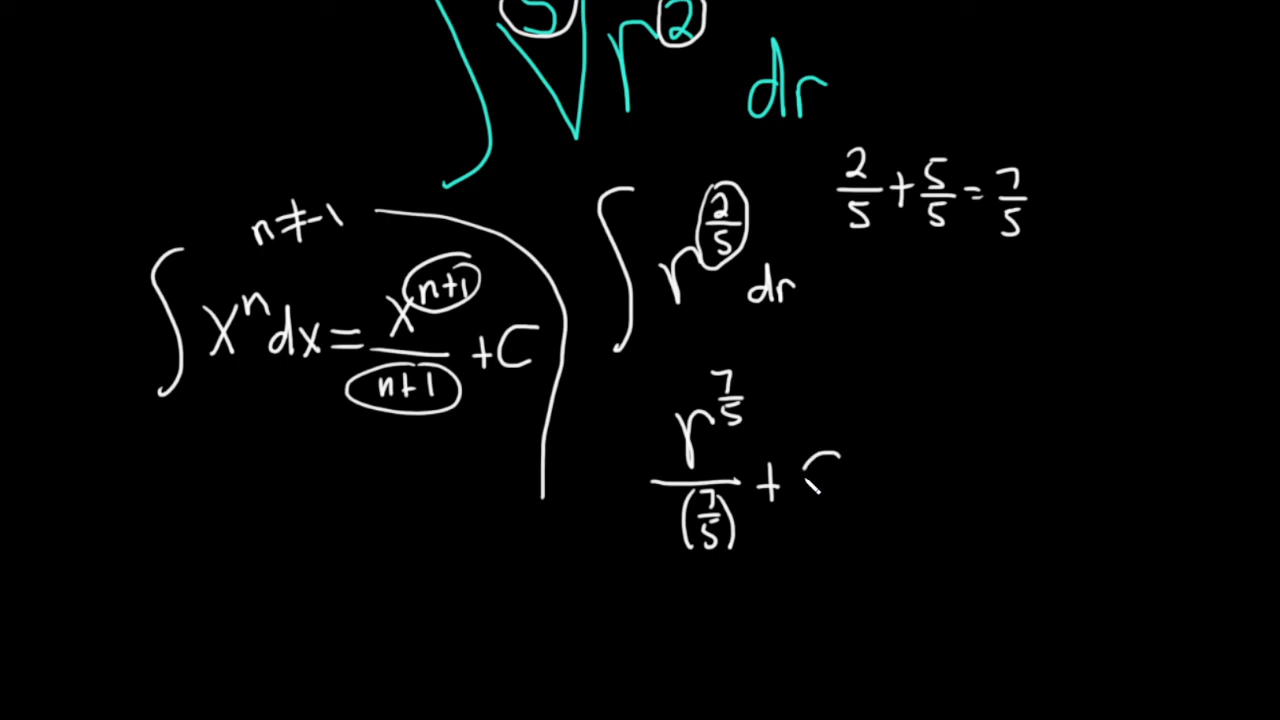 ∫ ⁵√r² dr
2/5 + 5/5 = 7/5
n ≠ -1
∫ xⁿ dx = xⁿ⁺¹/(n+1) + C
∫ r^(2/5) dr
r^(7/5)/(7/5) + C